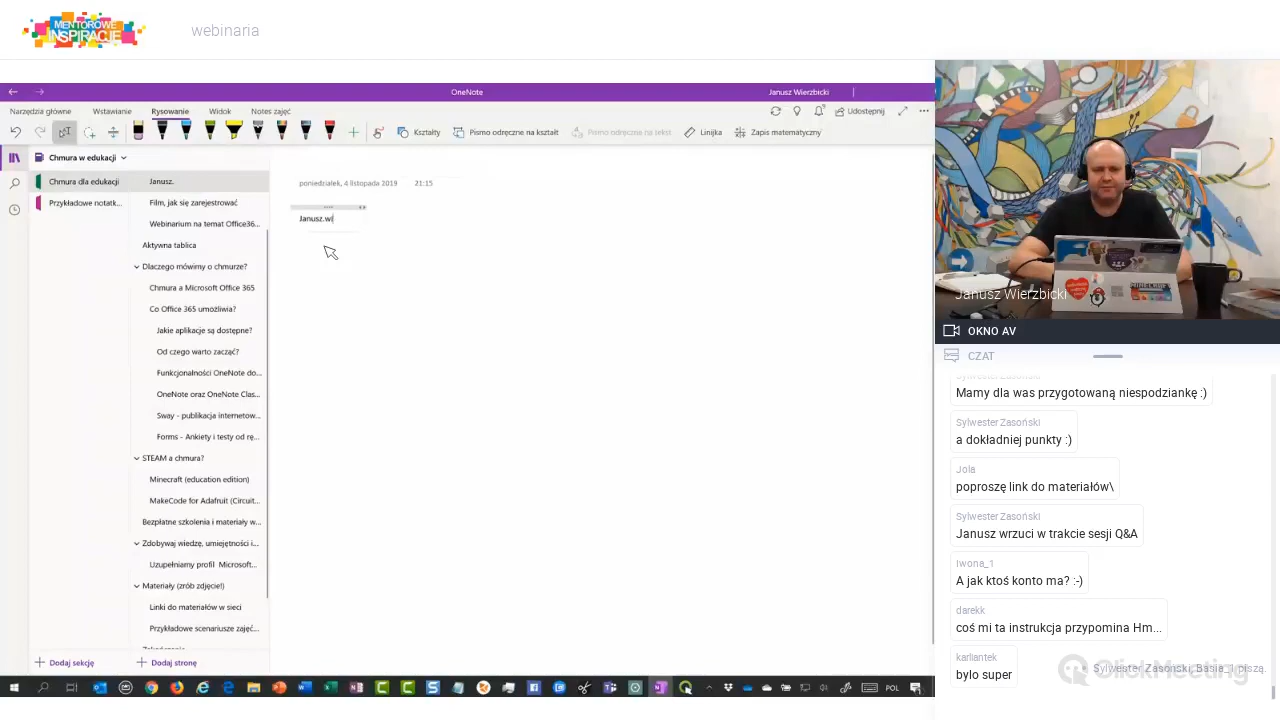 MENTOROWE
INSPIRACJE
webinaria
OneNote
Janusz Wierzbicki
Narzędzia główne
Wstawianie
Rysowanie
Widok
Notes zajęć
Udostępnij
Kształty
Pismo odręczne na kształt
Pismo odręczne na tekst
Linijka
Zapis matematyczny
Chmura w edukacji
Chmura dla edukacji
Przykładowe notatk...
Janusz.
Film, jak się zarejestrować
Webinarium na temat Office36...
Aktywna tablica
Dlaczego mówimy o chmurze?
Chmura a Microsoft Office 365
Co Office 365 umożliwia?
Jakie aplikacje są dostępne?
Od czego warto zacząć?
Funkcjonalności OneNote do...
OneNote oraz OneNote Clas...
Sway - publikacja internetow...
Forms - Ankiety i testy od rę...
STEAM a chmura?
Minecraft (education edition)
MakeCode for Adafruit (Circuit...
Bezpłatne szkolenia i materiały w...
Zdobywaj wiedzę, umiejętności i...
Uzupełniamy profil Microsoft...
Materiały (zrób zdjęcie!)
Linki do materiałów w sieci
Przykładowe scenariusze zajęć...
Zakończenie
Dodaj sekcję
Dodaj stronę
poniedziałek, 4 listopada 2019
21:15
Janusz.wi
POL
Janusz Wierzbicki
OKNO AV
CZAT
Sylwester Zasoński
Mamy dla was przygotowaną niespodziankę :)
Sylwester Zasoński
a dokładniej punkty :)
Jola
poproszę link do materiałów\
Sylwester Zasoński
Janusz wrzuci w trakcie sesji Q&A
Iwona_1
A jak ktoś konto ma? :-)
darekk
coś mi ta instrukcja przypomina Hm...
karliantek
bylo super
Sylwester Zasoński, Basia_1 piszą.
ClickMeeting